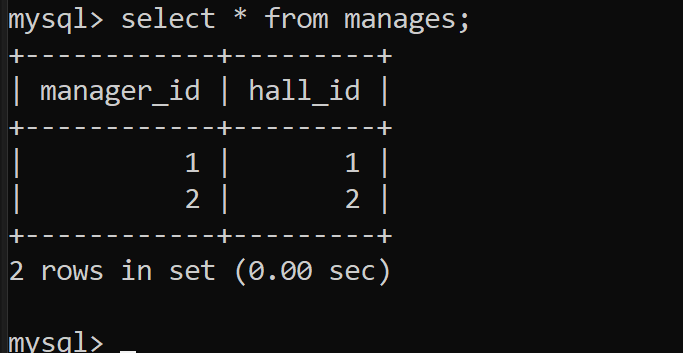 mysql> select * from manages;
+------------+---------+
| manager_id | hall_id |
+------------+---------+
|          1 |       1 |
|          2 |       2 |
+------------+---------+
2 rows in set (0.00 sec)
mysql> _